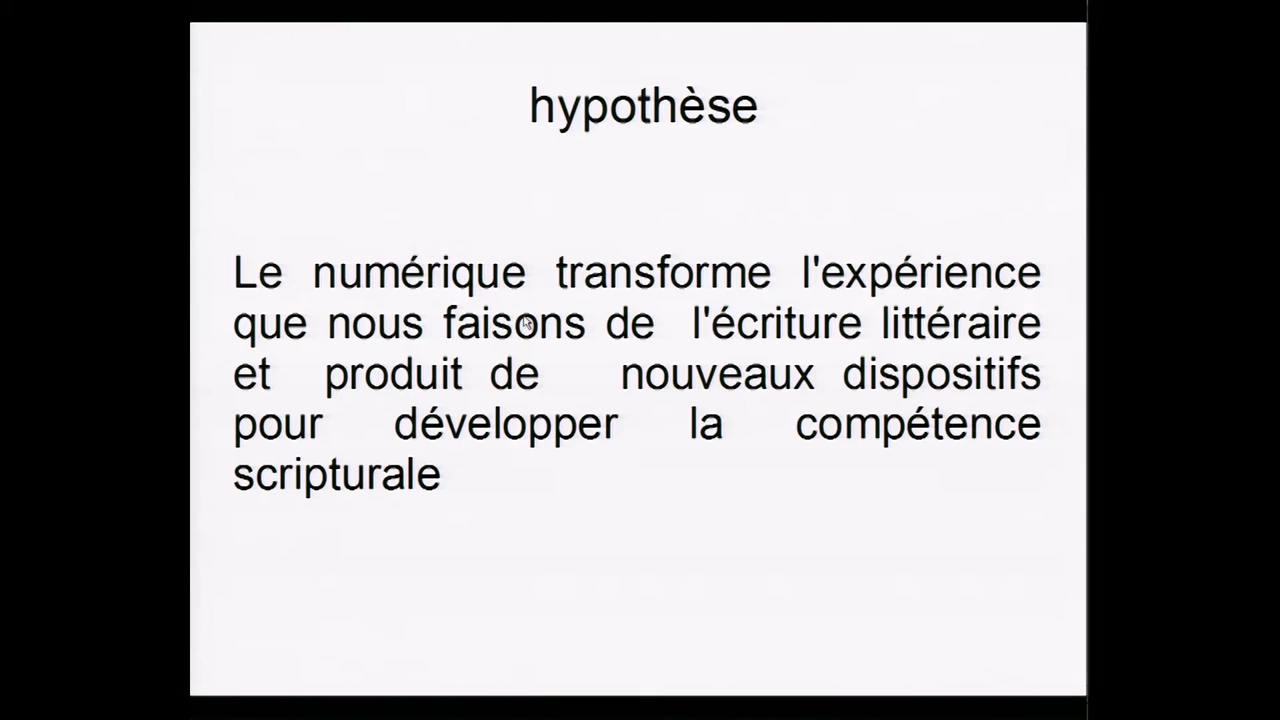 hypothèse
Le numérique transforme l'expérience
que nous faisons de l'écriture littéraire
et produit de nouveaux dispositifs
pour développer la compétence
scripturale